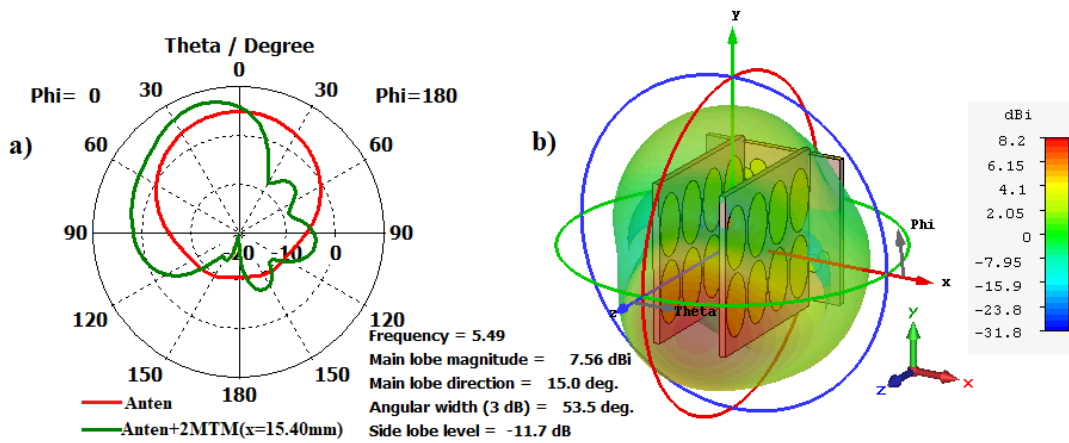 Theta / Degree
0
30
30
Phi= 0
Phi=180
60
60
a)
90
90
-20
-10
0
120
120
150
150
180
Anten
Anten+2MTM(x=15.40mm)
Frequency = 5.49
Main lobe magnitude = 7.56 dBi
Main lobe direction = 15.0 deg.
Angular width (3 dB) = 53.5 deg.
Side lobe level = -11.7 dB
b)
y
Phi
x
z
Theta
y
z
x
dBi
8.2
6.15
4.1
2.05
0
-7.95
-15.9
-23.8
-31.8